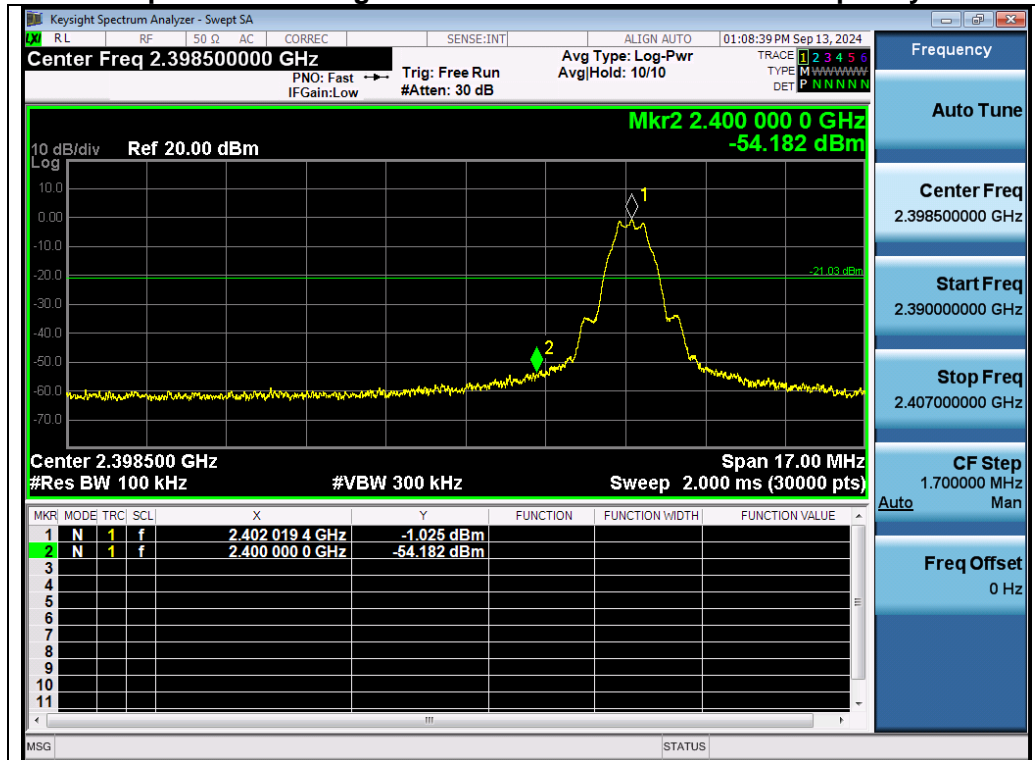 Keysight Spectrum Analyzer - Swept SA
LXI RL RF 50 Ω AC CORREC SENSE:INT ALIGN AUTO 01:08:39 PM Sep 13, 2024
Center Freq 2.398500000 GHz
PNO: Fast
IFGain:Low
Trig: Free Run
#Atten: 30 dB
Avg Type: Log-Pwr
Avg|Hold: 10/10
TRACE 1 2 3 4 5 6
TYPE M W W W W W
DET P N N N N N
Mkr2 2.400 000 0 GHz
-54.182 dBm
10 dB/div Ref 20.00 dBm
Log
10.0
0.00
-10.0
-20.0
-30.0
-40.0
-50.0
-60.0
-70.0
1
-21.03 dBm
2
Center 2.398500 GHz Span 17.00 MHz
#Res BW 100 kHz #VBW 300 kHz Sweep 2.000 ms (30000 pts)
MKR MODE TRC SCL X Y FUNCTION FUNCTION WIDTH FUNCTION VALUE
1 N 1 f 2.402 019 4 GHz -1.025 dBm
2 N 1 f 2.400 000 0 GHz -54.182 dBm
3
4
5
6
7
8
9
10
11
MSG STATUS
Frequency
Auto Tune
Center Freq
2.398500000 GHz
Start Freq
2.390000000 GHz
Stop Freq
2.407000000 GHz
CF Step
1.700000 MHz
Auto Man
Freq Offset
0 Hz